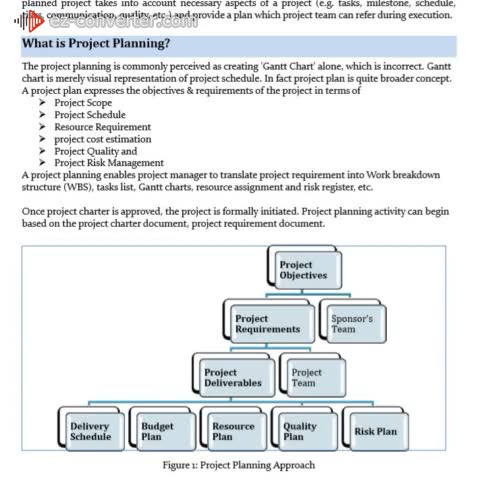 planned project takes into account necessary aspects of a project (e.g. tasks, milestone, schedule,
risks, communication, quality etc.) and provide a plan which project team can refer during execution.
ez-converter.com
What is Project Planning?
The project planning is commonly perceived as creating 'Gantt Chart' alone, which is incorrect. Gantt
chart is merely visual representation of project schedule. In fact project plan is quite broader concept.
A project plan expresses the objectives & requirements of the project in terms of
➤ Project Scope
➤ Project Schedule
➤ Resource Requirement
➤ project cost estimation
➤ Project Quality and
➤ Project Risk Management
A project planning enables project manager to translate project requirement into Work breakdown
structure (WBS), tasks list, Gantt charts, resource assignment and risk register, etc.
Once project charter is approved, the project is formally initiated. Project planning activity can begin
based on the project charter document, project requirement document.
Project
Objectives
Project
Requirements
Sponsor's
Team
Project
Deliverables
Project
Team
Delivery
Schedule
Budget
Plan
Resource
Plan
Quality
Plan
Risk Plan
Figure 1: Project Planning Approach